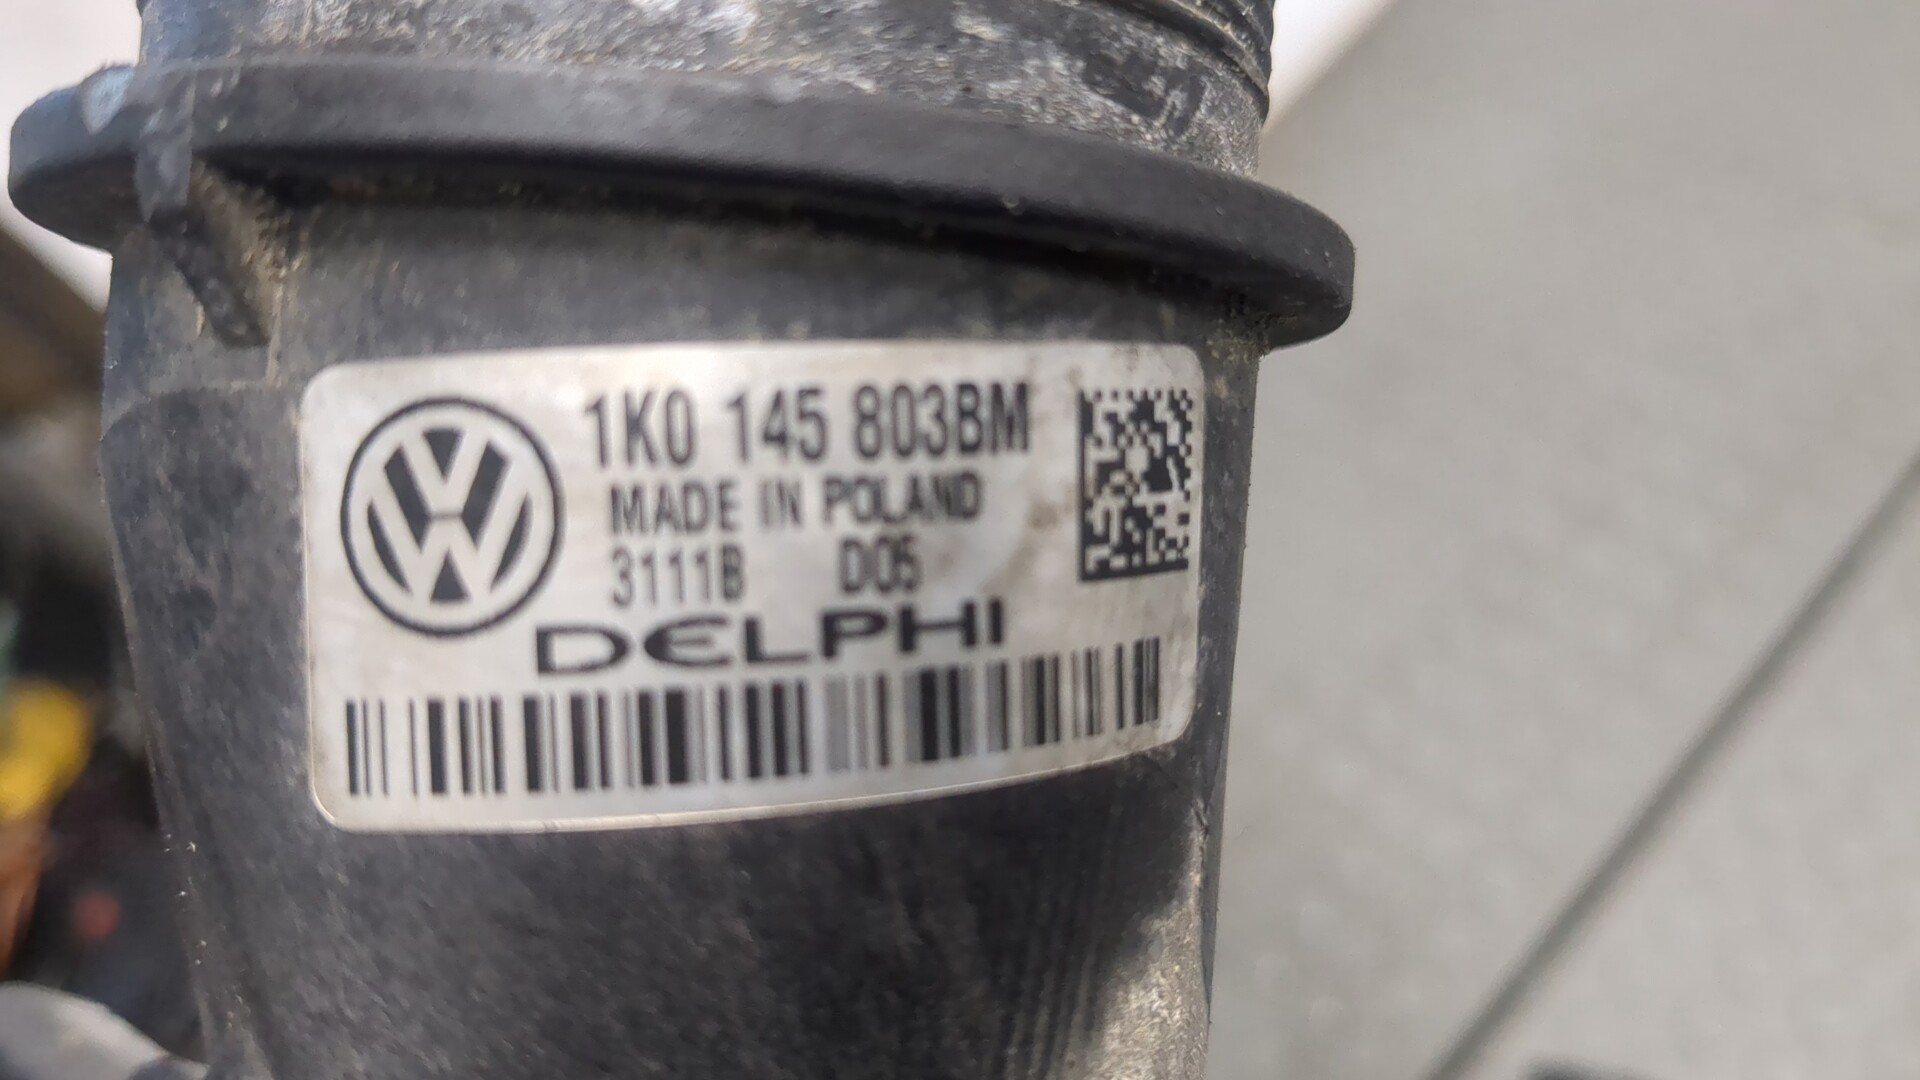 1K0 145 803BM
MADE IN POLAND
3111B D05
DELPHI